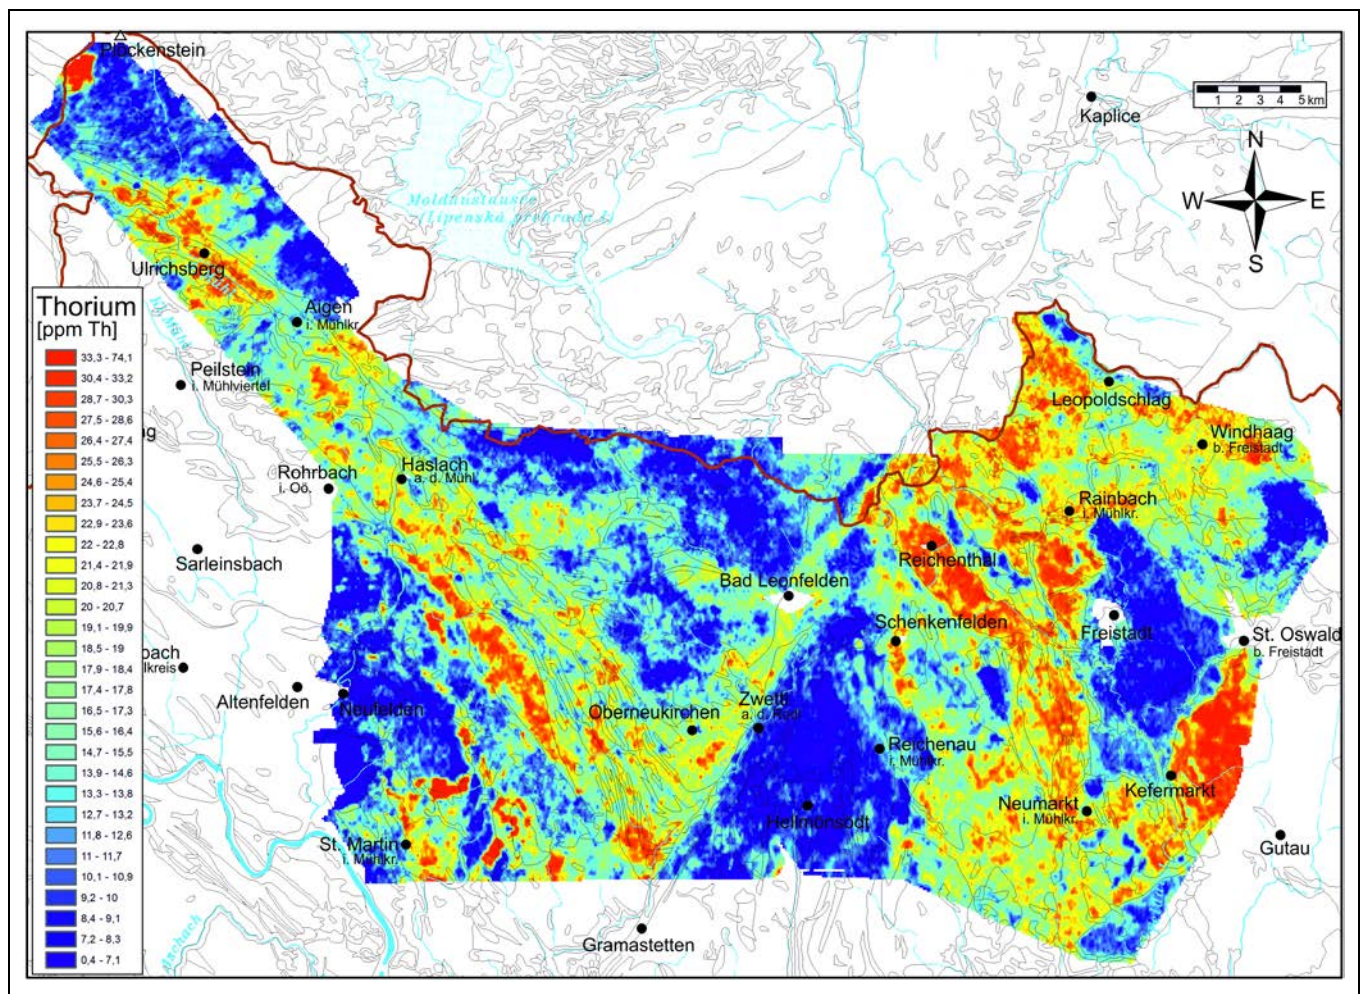 Plöckenstein
Kaplice
1 2 3 4 5 km
N
W E
S
Moldaustausee
(Lipenská přehrada)
Ulrichsberg
Aigen
i. Mühlkr.
Thorium
[ppm Th]
33,3 - 74,1
30,4 - 33,2
28,7 - 30,3
27,5 - 28,6
26,4 - 27,4
25,5 - 26,3
24,6 - 25,4
23,7 - 24,5
22,9 - 23,6
22 - 22,8
21,4 - 21,9
20,8 - 21,3
20 - 20,7
19,1 - 19,9
18,5 - 19
17,9 - 18,4
17,4 - 17,8
16,5 - 17,3
15,6 - 16,4
14,7 - 15,5
13,9 - 14,6
13,3 - 13,8
12,7 - 13,2
11,8 - 12,6
11 - 11,7
10,1 - 10,9
9,2 - 10
8,4 - 9,1
7,2 - 8,3
0,4 - 7,1
Peilstein
i. Mühlviertel
Leopoldschlag
Windhaag
b. Freistadt
Rohrbach
i. Oö.
Haslach
a. d. Mühl
Rainbach
i. Mühlkr.
Sarleinsbach
Reichenthal
Bad Leonfelden
Schenkenfelden
Freistadt
St. Oswald
b. Freistadt
bach
lkreis
Altenfelden
Neufelden
Oberneukirchen
Zwettl
a. d. Rodl
Reichenau
i. Mühlkr.
Kefermarkt
Neumarkt
i. Mühlkr.
Hellmonsödt
St. Martin
i. Mühlkr.
Gutau
Gramastetten
Aschach